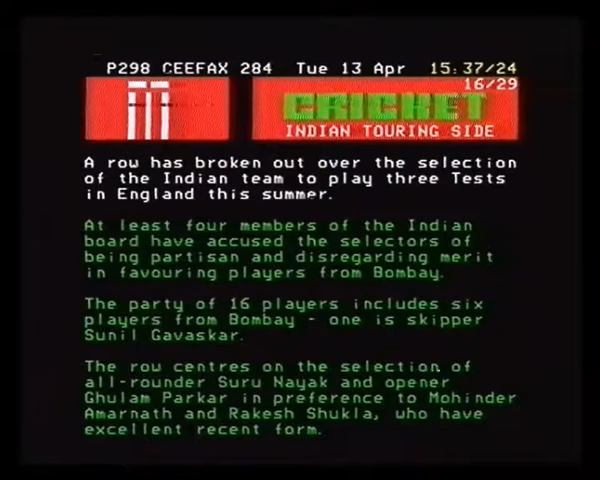 P298 CEEFAX 284 Tue 13 Apr 15:37/24
16/29
CRICKET
INDIAN TOURING SIDE
A row has broken out over the selection
of the Indian team to play three Tests
in England this summer.
At least four members of the Indian
board have accused the selectors of
being partisan and disregarding merit
in favouring players from Bombay.
The party of 16 players includes six
players from Bombay - one is skipper
Sunil Gavaskar.
The row centres on the selection of
all-rounder Suru Nayak and opener
Ghulam Parkar in preference to Mohinder
Amarnath and Rakesh Shukla, who have
excellent recent form.